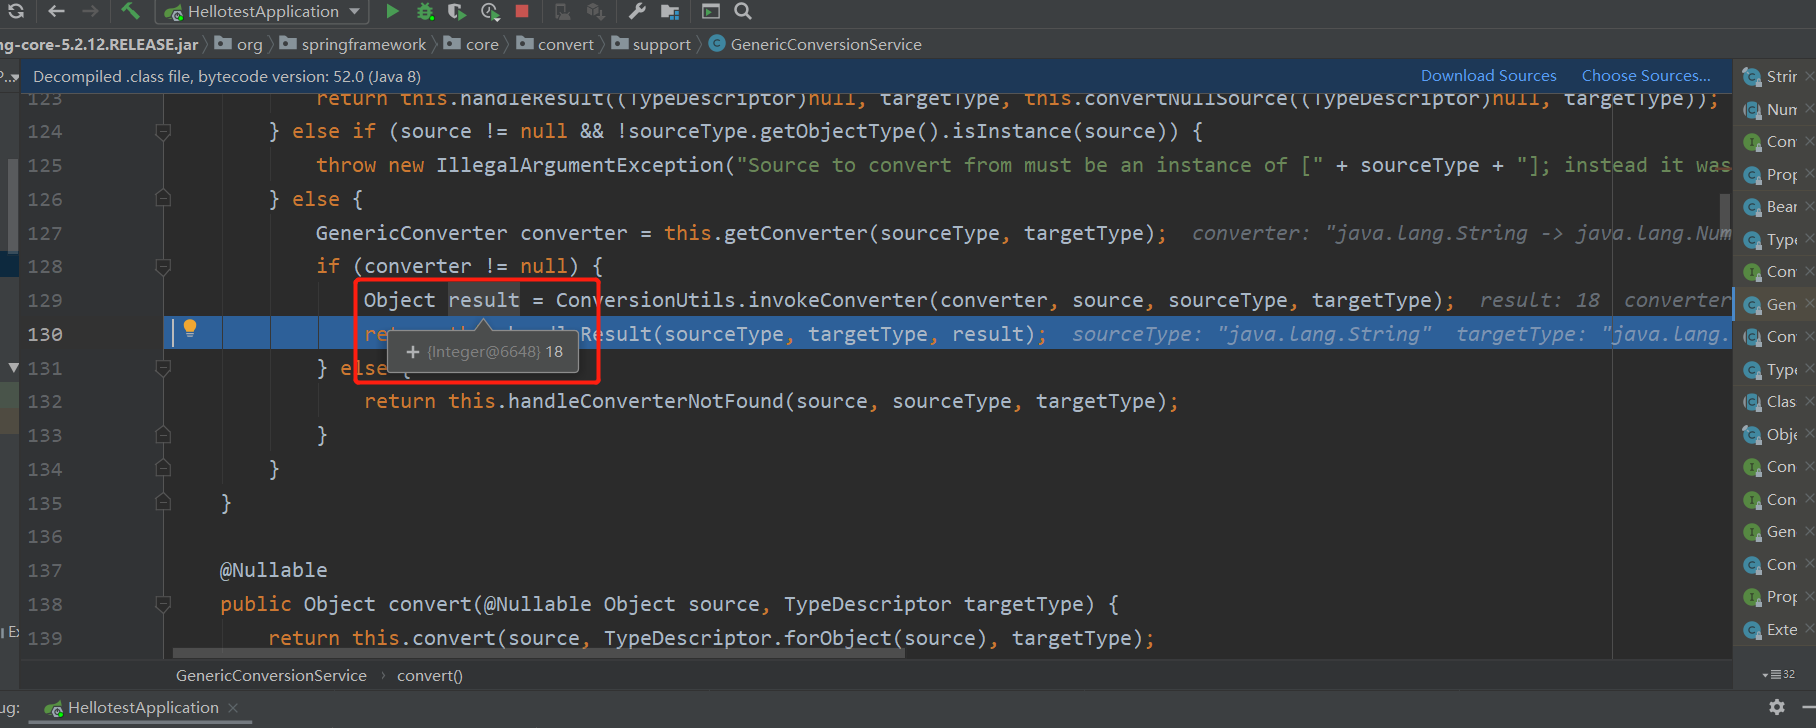 HellotestApplication
ng-core-5.2.12.RELEASE.jar org springframework core convert support GenericConversionService
Decompiled .class file, bytecode version: 52.0 (Java 8) Download Sources Choose Sources...
123 return this.handleResult((TypeDescriptor)null, targetType, this.convertNullSource((TypeDescriptor)null, targetType));
124 } else if (source != null && !sourceType.getObjectType().isInstance(source)) {
125 throw new IllegalArgumentException("Source to convert from must be an instance of [" + sourceType + "]; instead it was
126 } else {
127 GenericConverter converter = this.getConverter(sourceType, targetType); converter: "java.lang.String -> java.lang.Num
128 if (converter != null) {
129 Object result = ConversionUtils.invokeConverter(converter, source, sourceType, targetType); result: 18 converter
130 re Result(sourceType, targetType, result); sourceType: "java.lang.String" targetType: "java.lang.
+ {Integer@6648} 18
131 } else {
132 return this.handleConverterNotFound(source, sourceType, targetType);
133 }
134 }
135 }
136
137 @Nullable
138 public Object convert(@Nullable Object source, TypeDescriptor targetType) {
139 return this.convert(source, TypeDescriptor.forObject(source), targetType);
GenericConversionService › convert()
ug: HellotestApplication
P...
Ex
Strir
Num
Con
Prop
Bear
Type
Con
Gen
Con
Type
Clas
Obje
Con
Con
Gen
Con
Prop
Exte
32